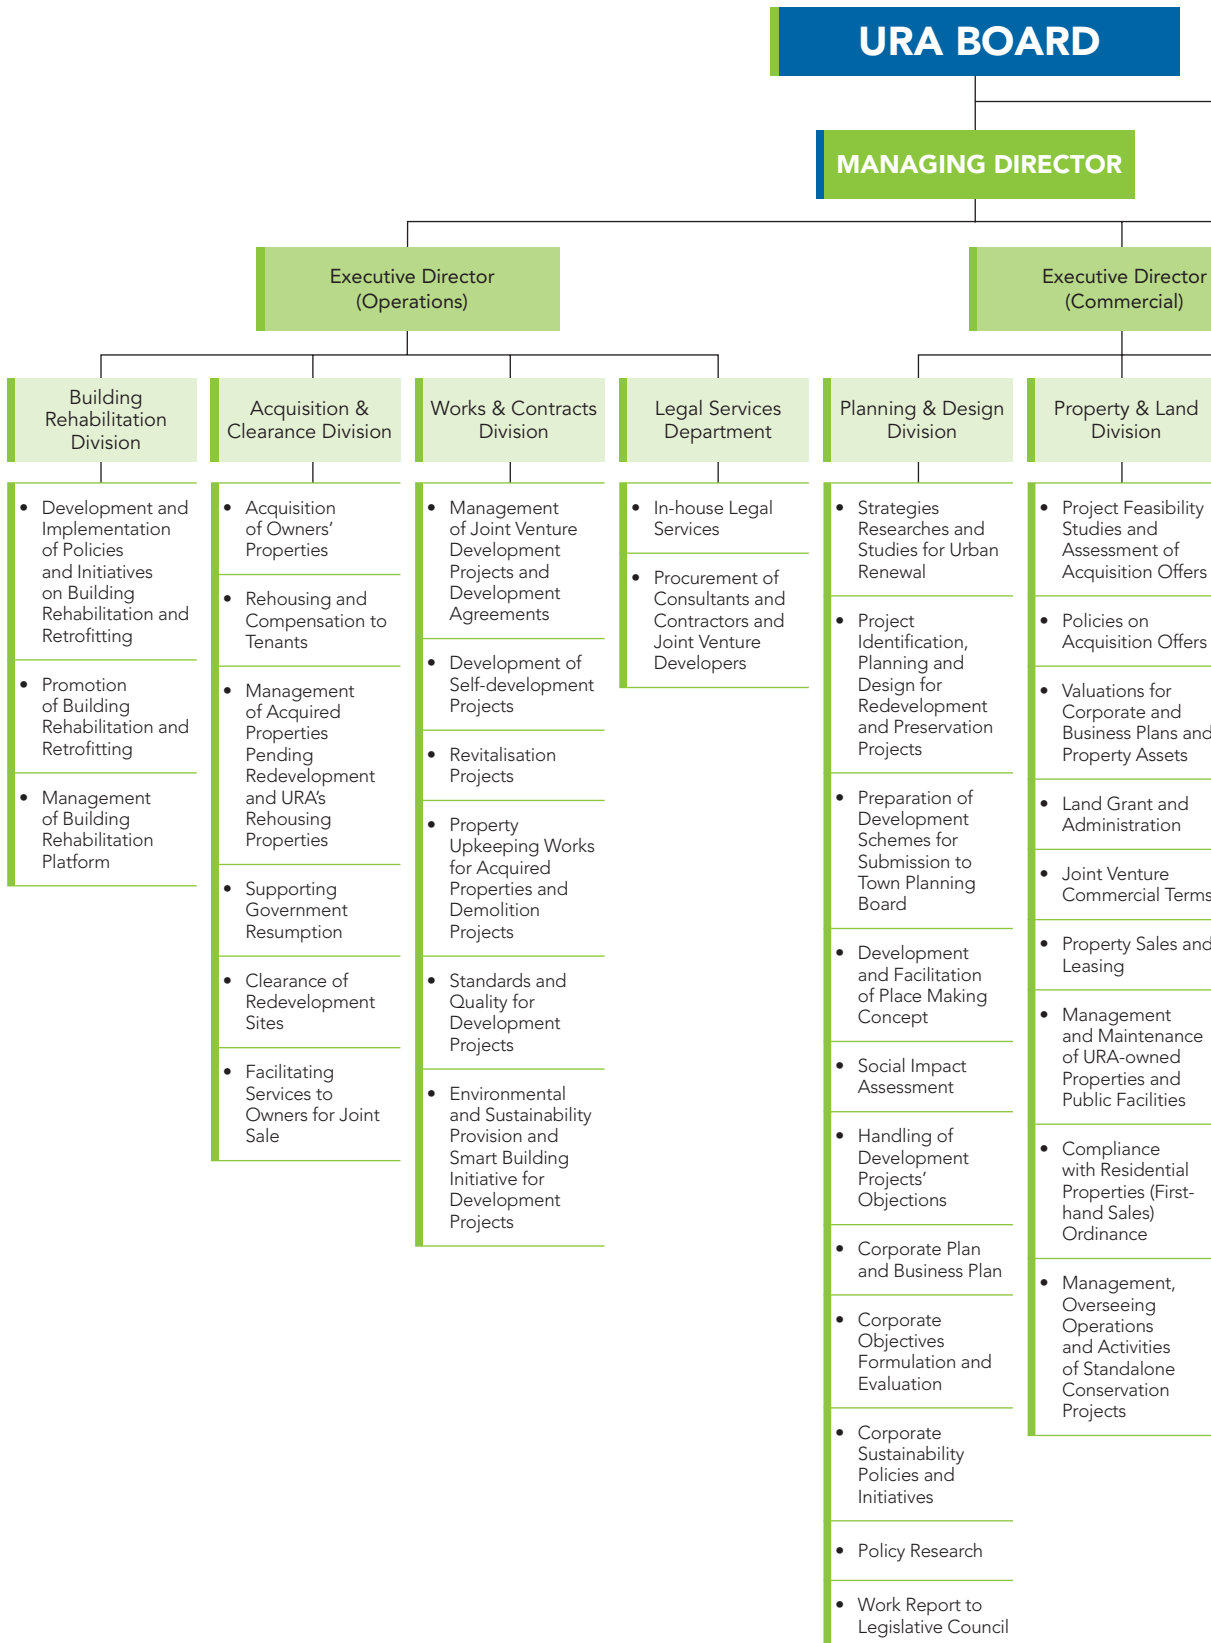 URA BOARD
MANAGING DIRECTOR
Executive Director
(Operations)
Executive Director
(Commercial)
Building
Rehabilitation
Division
Acquisition &
Clearance Division
Works & Contracts
Division
Legal Services
Department
Planning & Design
Division
Property & Land
Division
• Development and
Implementation
of Policies
and Initiatives
on Building
Rehabilitation and
Retrofitting
• Promotion
of Building
Rehabilitation and
Retrofitting
• Management
of Building
Rehabilitation
Platform
• Acquisition
of Owners’
Properties
• Rehousing and
Compensation to
Tenants
• Management
of Acquired
Properties
Pending
Redevelopment
and URA’s
Rehousing
Properties
• Supporting
Government
Resumption
• Clearance of
Redevelopment
Sites
• Facilitating
Services to
Owners for Joint
Sale
• Management
of Joint Venture
Development
Projects and
Development
Agreements
• Development of
Self-development
Projects
• Revitalisation
Projects
• Property
Upkeeping Works
for Acquired
Properties and
Demolition
Projects
• Standards and
Quality for
Development
Projects
• Environmental
and Sustainability
Provision and
Smart Building
Initiative for
Development
Projects
• In-house Legal
Services
• Procurement of
Consultants and
Contractors and
Joint Venture
Developers
• Strategies
Researches and
Studies for Urban
Renewal
• Project
Identification,
Planning and
Design for
Redevelopment
and Preservation
Projects
• Preparation of
Development
Schemes for
Submission to
Town Planning
Board
• Development
and Facilitation
of Place Making
Concept
• Social Impact
Assessment
• Handling of
Development
Projects’
Objections
• Corporate Plan
and Business Plan
• Corporate
Objectives
Formulation and
Evaluation
• Corporate
Sustainability
Policies and
Initiatives
• Policy Research
• Work Report to
Legislative Council
• Project Feasibility
Studies and
Assessment of
Acquisition Offers
• Policies on
Acquisition Offers
• Valuations for
Corporate and
Business Plans and
Property Assets
• Land Grant and
Administration
• Joint Venture
Commercial Terms
• Property Sales and
Leasing
• Management
and Maintenance
of URA-owned
Properties and
Public Facilities
• Compliance
with Residential
Properties (First-
hand Sales)
Ordinance
• Management,
Overseeing
Operations
and Activities
of Standalone
Conservation
Projects